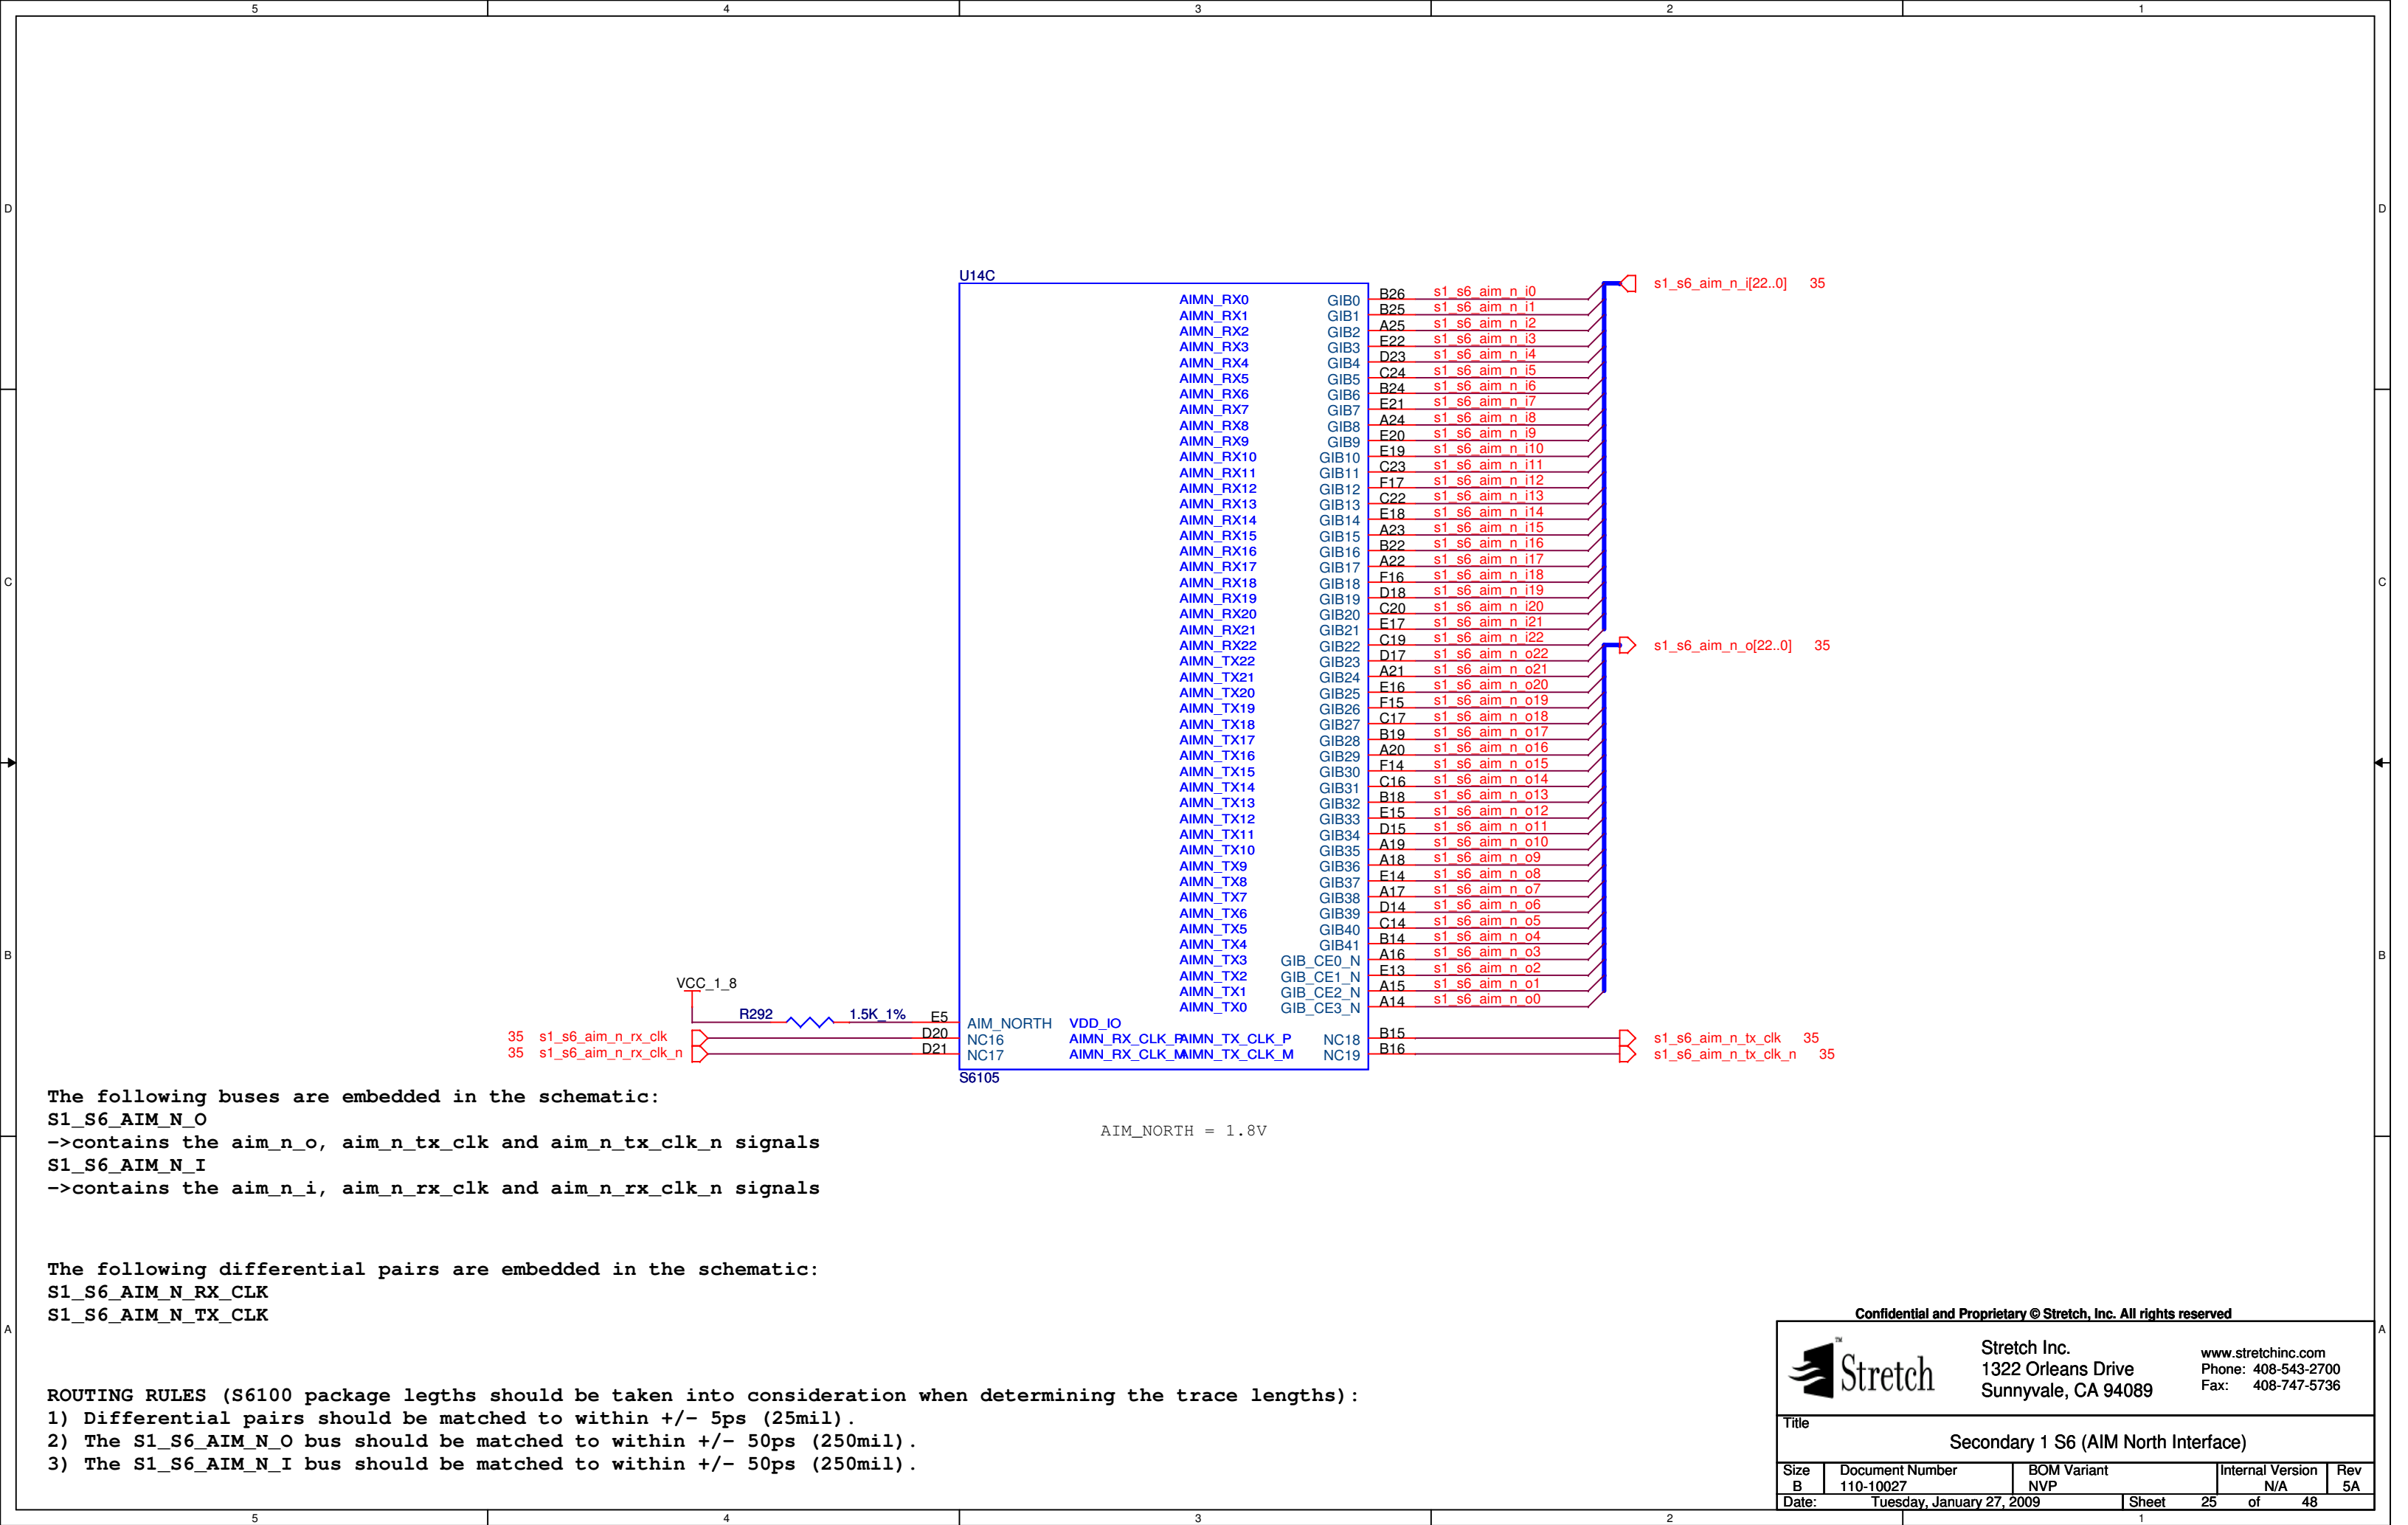 5 4 3 2 1
D D
C C
B B
A A
U14C
AIMN_RX0 GIB0 B26 s1_s6_aim_n_i0
s1_s6_aim_n_i[22..0] 35
AIMN_RX1 GIB1 B25 s1_s6_aim_n_i1
AIMN_RX2 GIB2 A25 s1_s6_aim_n_i2
AIMN_RX3 GIB3 E22 s1_s6_aim_n_i3
AIMN_RX4 GIB4 D23 s1_s6_aim_n_i4
AIMN_RX5 GIB5 C24 s1_s6_aim_n_i5
AIMN_RX6 GIB6 B24 s1_s6_aim_n_i6
AIMN_RX7 GIB7 E21 s1_s6_aim_n_i7
AIMN_RX8 GIB8 A24 s1_s6_aim_n_i8
AIMN_RX9 GIB9 E20 s1_s6_aim_n_i9
AIMN_RX10 GIB10 E19 s1_s6_aim_n_i10
AIMN_RX11 GIB11 C23 s1_s6_aim_n_i11
AIMN_RX12 GIB12 F17 s1_s6_aim_n_i12
AIMN_RX13 GIB13 C22 s1_s6_aim_n_i13
AIMN_RX14 GIB14 E18 s1_s6_aim_n_i14
AIMN_RX15 GIB15 A23 s1_s6_aim_n_i15
AIMN_RX16 GIB16 B22 s1_s6_aim_n_i16
AIMN_RX17 GIB17 A22 s1_s6_aim_n_i17
AIMN_RX18 GIB18 F16 s1_s6_aim_n_i18
AIMN_RX19 GIB19 D18 s1_s6_aim_n_i19
AIMN_RX20 GIB20 C20 s1_s6_aim_n_i20
AIMN_RX21 GIB21 E17 s1_s6_aim_n_i21
AIMN_RX22 GIB22 C19 s1_s6_aim_n_i22
s1_s6_aim_n_o[22..0] 35
AIMN_TX22 GIB23 D17 s1_s6_aim_n_o22
AIMN_TX21 GIB24 A21 s1_s6_aim_n_o21
AIMN_TX20 GIB25 E16 s1_s6_aim_n_o20
AIMN_TX19 GIB26 F15 s1_s6_aim_n_o19
AIMN_TX18 GIB27 C17 s1_s6_aim_n_o18
AIMN_TX17 GIB28 B19 s1_s6_aim_n_o17
AIMN_TX16 GIB29 A20 s1_s6_aim_n_o16
AIMN_TX15 GIB30 F14 s1_s6_aim_n_o15
AIMN_TX14 GIB31 C16 s1_s6_aim_n_o14
AIMN_TX13 GIB32 B18 s1_s6_aim_n_o13
AIMN_TX12 GIB33 E15 s1_s6_aim_n_o12
AIMN_TX11 GIB34 D15 s1_s6_aim_n_o11
AIMN_TX10 GIB35 A19 s1_s6_aim_n_o10
AIMN_TX9 GIB36 A18 s1_s6_aim_n_o9
AIMN_TX8 GIB37 E14 s1_s6_aim_n_o8
AIMN_TX7 GIB38 A17 s1_s6_aim_n_o7
AIMN_TX6 GIB39 D14 s1_s6_aim_n_o6
AIMN_TX5 GIB40 C14 s1_s6_aim_n_o5
AIMN_TX4 GIB41 B14 s1_s6_aim_n_o4
AIMN_TX3 GIB_CE0_N A16 s1_s6_aim_n_o3
AIMN_TX2 GIB_CE1_N E13 s1_s6_aim_n_o2
AIMN_TX1 GIB_CE2_N A15 s1_s6_aim_n_o1
AIMN_TX0 GIB_CE3_N A14 s1_s6_aim_n_o0
VCC_1_8
R292 1.5K_1% E5 AIM_NORTH VDD_IO
35 s1_s6_aim_n_rx_clk D20 NC16 AIMN_RX_CLK_P AIMN_TX_CLK_P NC18 B15 s1_s6_aim_n_tx_clk 35
35 s1_s6_aim_n_rx_clk_n D21 NC17 AIMN_RX_CLK_M AIMN_TX_CLK_M NC19 B16 s1_s6_aim_n_tx_clk_n 35
S6105
AIM_NORTH = 1.8V
The following buses are embedded in the schematic:
S1_S6_AIM_N_O
->contains the aim_n_o, aim_n_tx_clk and aim_n_tx_clk_n signals
S1_S6_AIM_N_I
->contains the aim_n_i, aim_n_rx_clk and aim_n_rx_clk_n signals
The following differential pairs are embedded in the schematic:
S1_S6_AIM_N_RX_CLK
S1_S6_AIM_N_TX_CLK
ROUTING RULES (S6100 package legths should be taken into consideration when determining the trace lengths):
1) Differential pairs should be matched to within +/- 5ps (25mil).
2) The S1_S6_AIM_N_O bus should be matched to within +/- 50ps (250mil).
3) The S1_S6_AIM_N_I bus should be matched to within +/- 50ps (250mil).
Confidential and Proprietary © Stretch, Inc. All rights reserved
Stretch™
Stretch Inc.
1322 Orleans Drive
Sunnyvale, CA 94089
www.stretchinc.com
Phone: 408-543-2700
Fax: 408-747-5736
Title
Secondary 1 S6 (AIM North Interface)
Size Document Number BOM Variant Internal Version Rev
B 110-10027 NVP N/A 5A
Date: Tuesday, January 27, 2009 Sheet 25 of 48
5 4 3 2 1